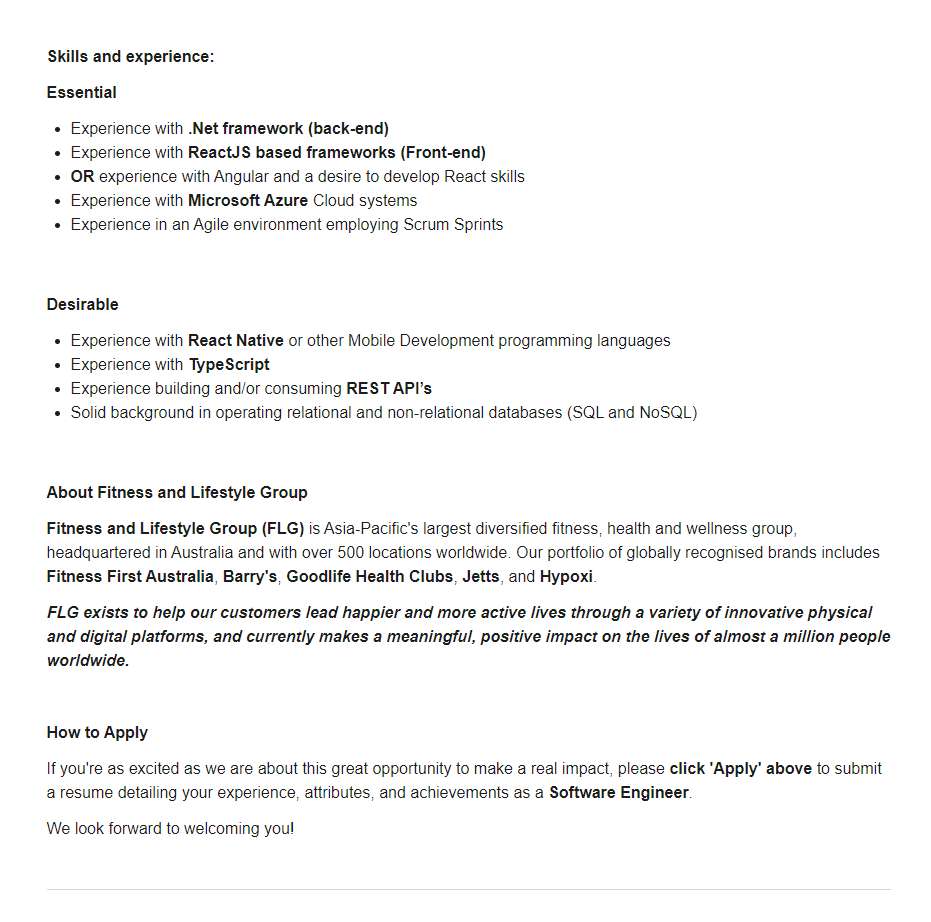 Skills and experience:
Essential
• Experience with .Net framework (back-end)
• Experience with ReactJS based frameworks (Front-end)
• OR experience with Angular and a desire to develop React skills
• Experience with Microsoft Azure Cloud systems
• Experience in an Agile environment employing Scrum Sprints
Desirable
• Experience with React Native or other Mobile Development programming languages
• Experience with TypeScript
• Experience building and/or consuming REST API’s
• Solid background in operating relational and non-relational databases (SQL and NoSQL)
About Fitness and Lifestyle Group
Fitness and Lifestyle Group (FLG) is Asia-Pacific's largest diversified fitness, health and wellness group,
headquartered in Australia and with over 500 locations worldwide. Our portfolio of globally recognised brands includes
Fitness First Australia, Barry's, Goodlife Health Clubs, Jetts, and Hypoxi.
FLG exists to help our customers lead happier and more active lives through a variety of innovative physical
and digital platforms, and currently makes a meaningful, positive impact on the lives of almost a million people
worldwide.
How to Apply
If you're as excited as we are about this great opportunity to make a real impact, please click 'Apply' above to submit
a resume detailing your experience, attributes, and achievements as a Software Engineer.
We look forward to welcoming you!